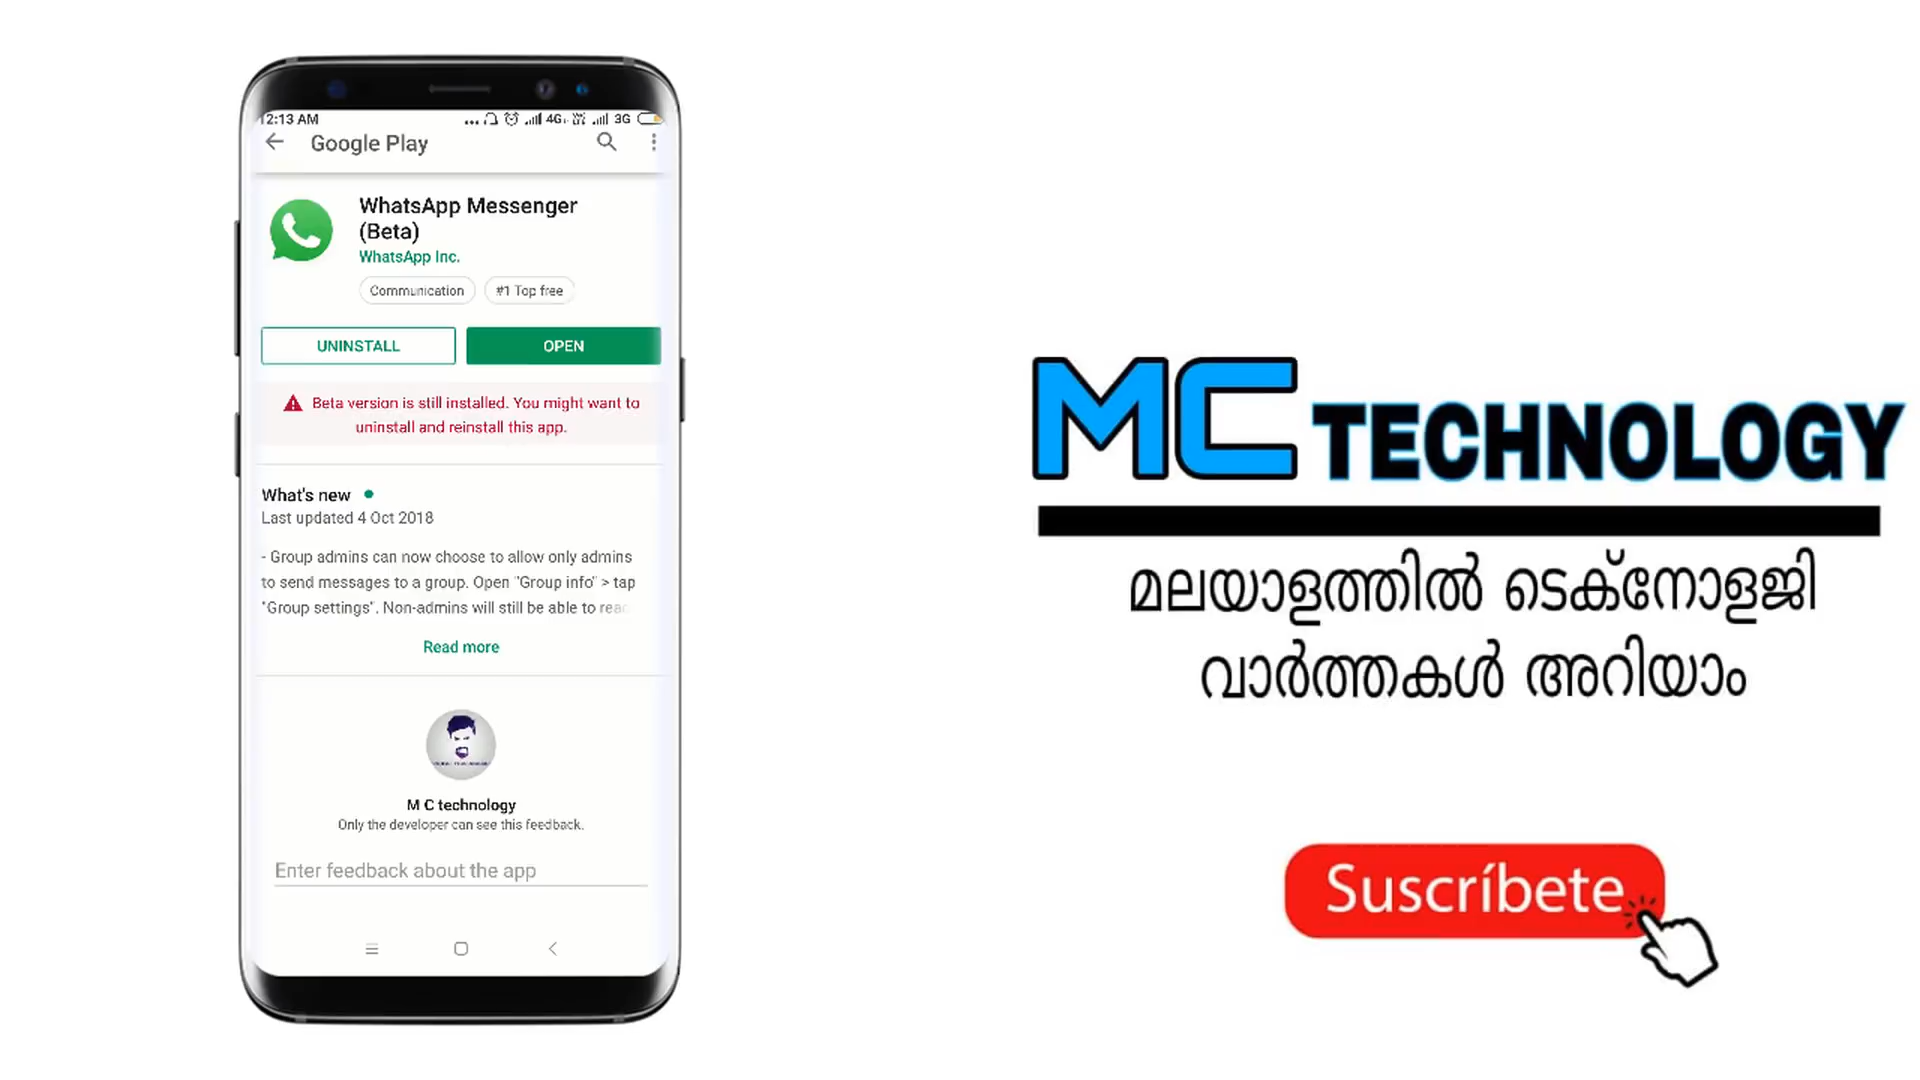 12:13 AM
4G+
3G
Google Play
WhatsApp Messenger
(Beta)
WhatsApp Inc.
Communication
#1 Top free
UNINSTALL
OPEN
Beta version is still installed. You might want to
uninstall and reinstall this app.
What's new
Last updated 4 Oct 2018
- Group admins can now choose to allow only admins
to send messages to a group. Open "Group info" > tap
"Group settings". Non-admins will still be able to
Read more
M C technology
Only the developer can see this feedback.
Enter feedback about the app
MC TECHNOLOGY
മലയാളത്തിൽ ടെക്നോളജി
വാർത്തകൾ അറിയാം
Suscríbete